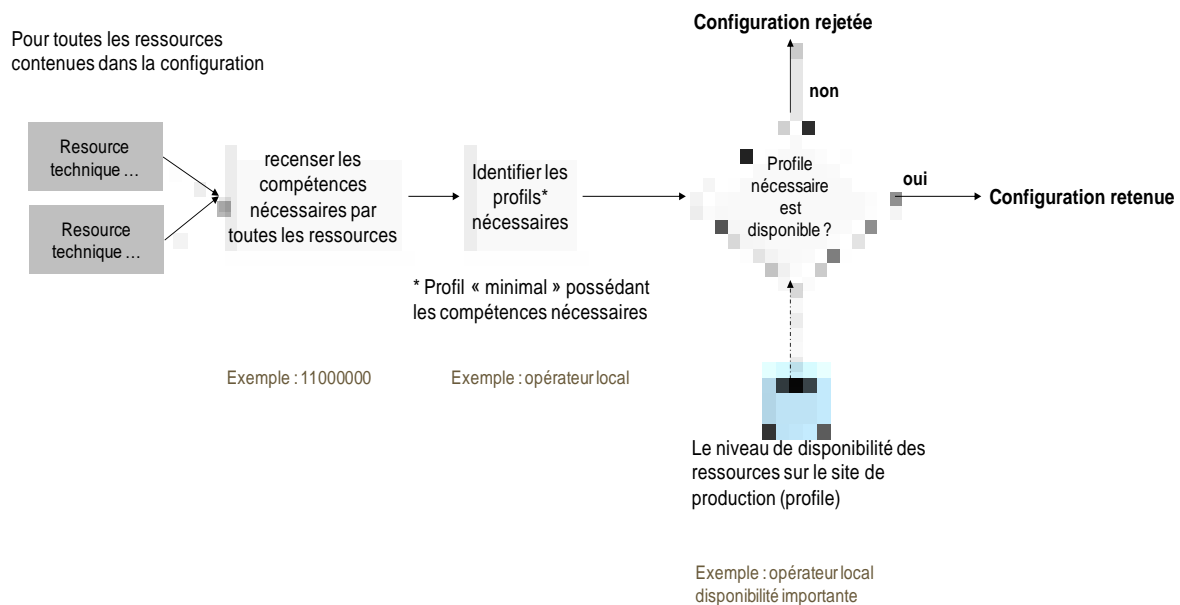 Configuration rejetée
Pour toutes les ressources
contenues dans la configuration
non
Resource
technique ...
Resource
technique ...
recenser les
compétences
nécessaires par
toutes les ressources
Identifier les
profils*
nécessaires
Profile
nécessaire
est
disponible ?
oui
Configuration retenue
* Profil « minimal » possédant
les compétences nécessaires
Exemple : 11000000
Exemple : opérateur local
Le niveau de disponibilité des
ressources sur le site de
production (profile)
Exemple : opérateur local
disponibilité importante